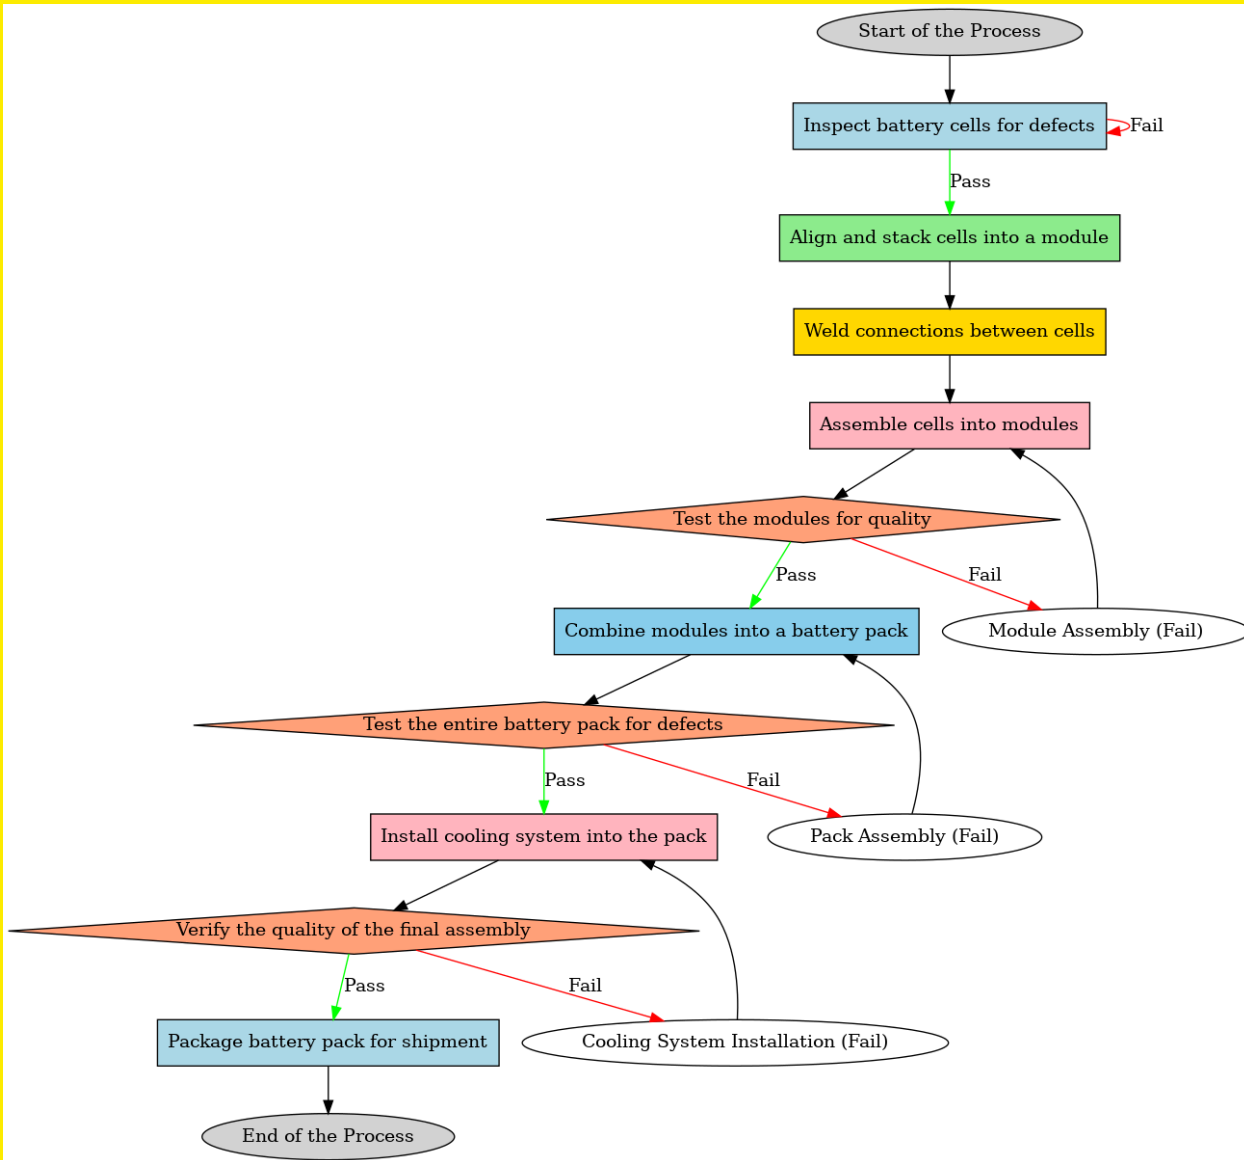 Start of the Process
Inspect battery cells for defects
Fail
Pass
Align and stack cells into a module
Weld connections between cells
Assemble cells into modules
Test the modules for quality
Pass
Fail
Combine modules into a battery pack
Module Assembly (Fail)
Test the entire battery pack for defects
Pass
Fail
Install cooling system into the pack
Pack Assembly (Fail)
Verify the quality of the final assembly
Pass
Fail
Package battery pack for shipment
Cooling System Installation (Fail)
End of the Process